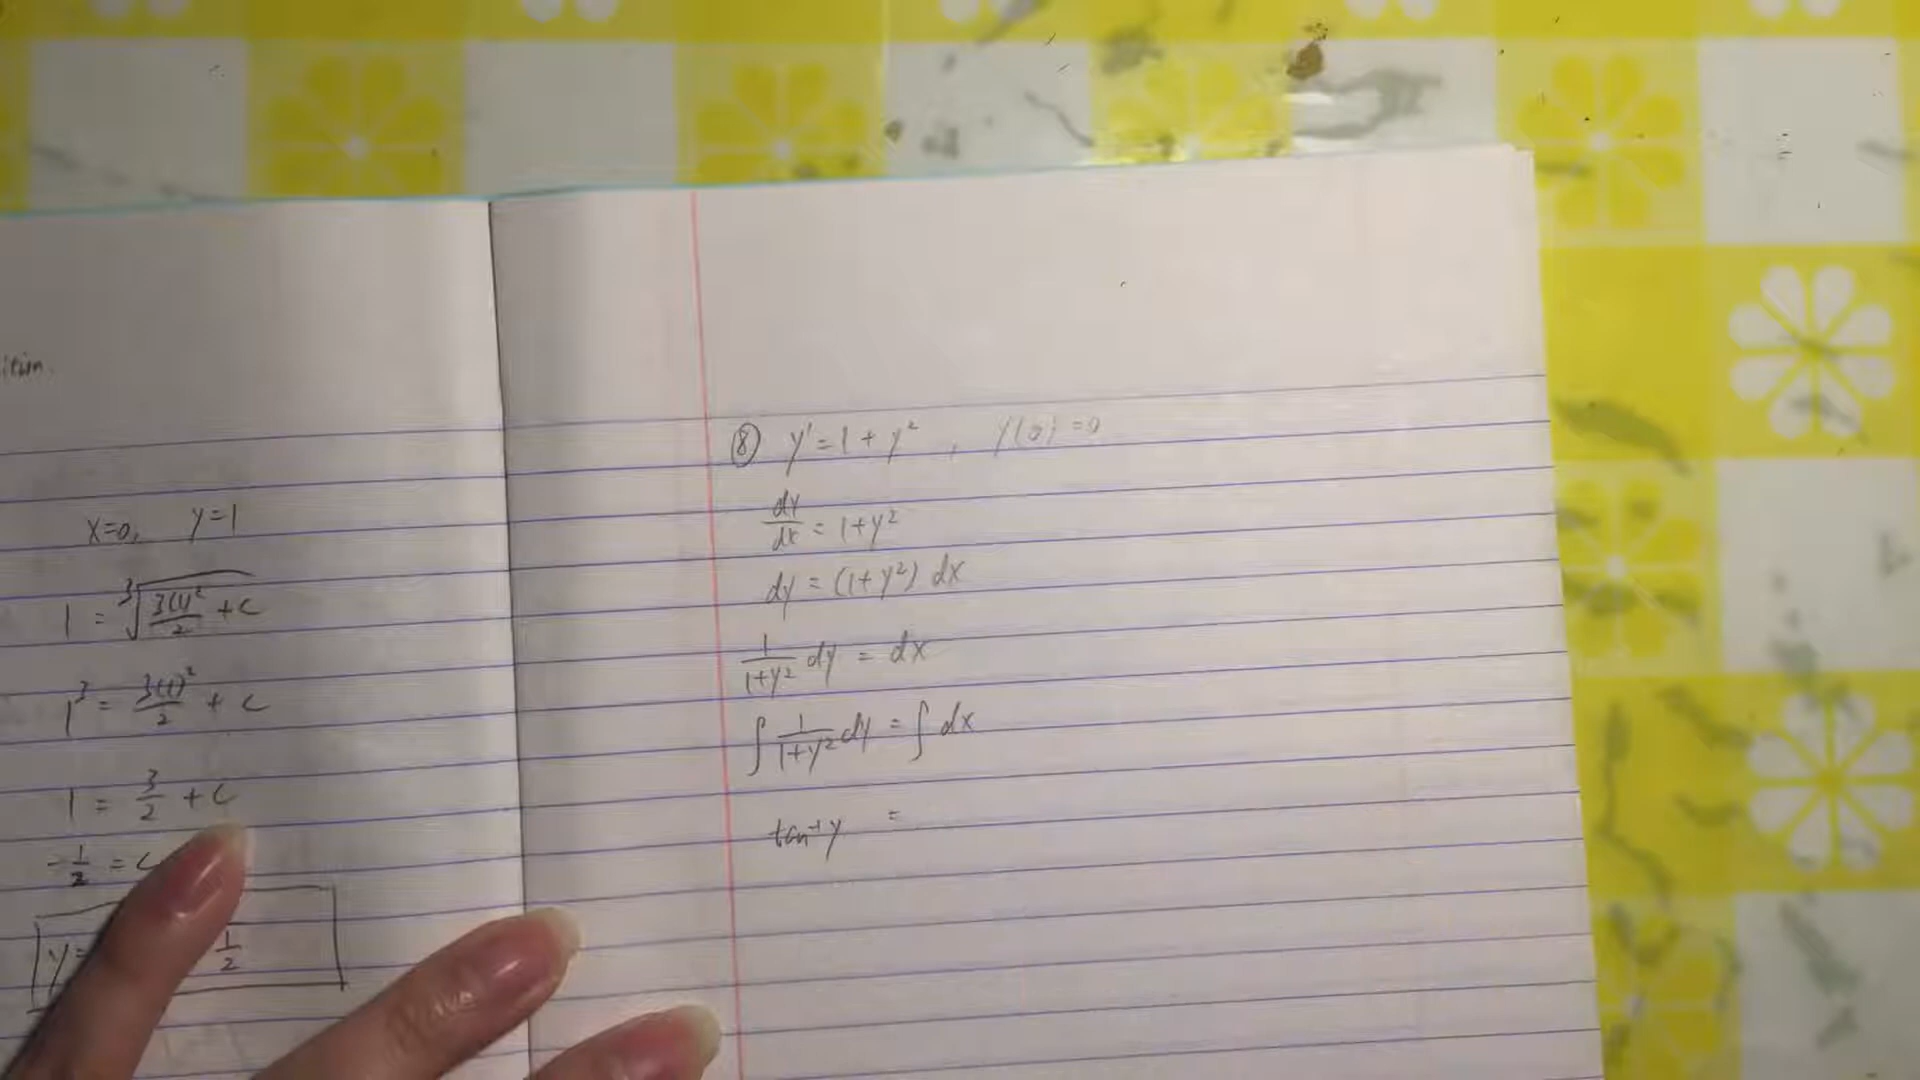 itim.
x=0, y=1
1 = ∛(3(1)²/2 + c)
1³ = 3(1)²/2 + c
1 = 3/2 + c
-1/2 = c
y= 1/2
⑧ y' = 1 + y² , y(0) = 0
dy/dx = 1+y²
dy = (1+y²) dx
1/(1+y²) dy = dx
∫ 1/(1+y²) dy = ∫ dx
tan⁻¹y =